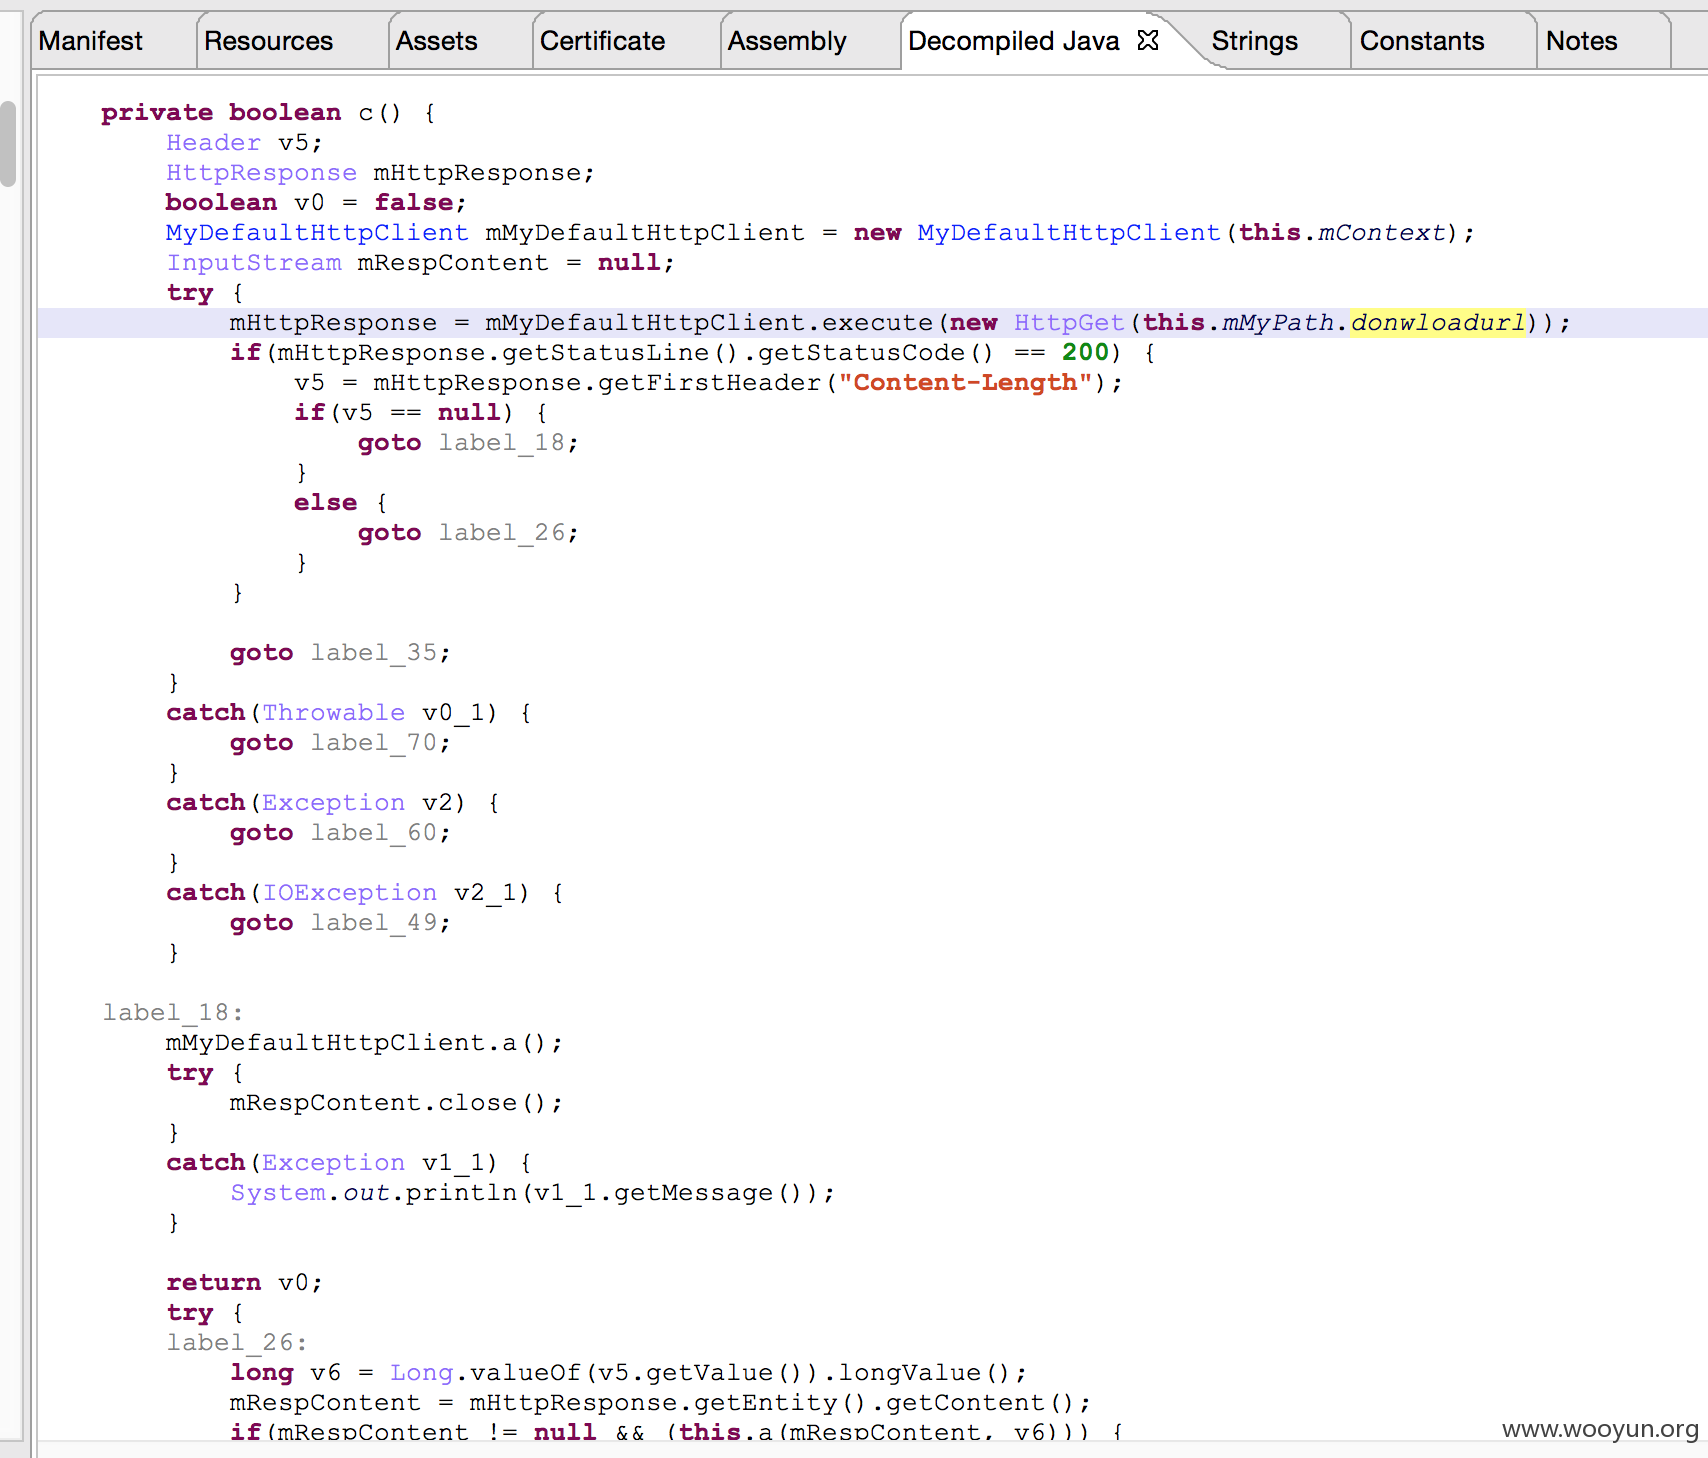 Manifest Resources Assets Certificate Assembly Decompiled Java Strings Constants Notes
private boolean c() {
Header v5;
HttpResponse mHttpResponse;
boolean v0 = false;
MyDefaultHttpClient mMyDefaultHttpClient = new MyDefaultHttpClient(this.mContext);
InputStream mRespContent = null;
try {
mHttpResponse = mMyDefaultHttpClient.execute(new HttpGet(this.mMyPath.donwloadurl));
if(mHttpResponse.getStatusLine().getStatusCode() == 200) {
v5 = mHttpResponse.getFirstHeader("Content-Length");
if(v5 == null) {
goto label_18;
}
else {
goto label_26;
}
}
goto label_35;
}
catch(Throwable v0_1) {
goto label_70;
}
catch(Exception v2) {
goto label_60;
}
catch(IOException v2_1) {
goto label_49;
}
label_18:
mMyDefaultHttpClient.a();
try {
mRespContent.close();
}
catch(Exception v1_1) {
System.out.println(v1_1.getMessage());
}
return v0;
try {
label_26:
long v6 = Long.valueOf(v5.getValue()).longValue();
mRespContent = mHttpResponse.getEntity().getContent();
if(mRespContent != null && (this.a(mRespContent, v6))) {
www.wooyun.org